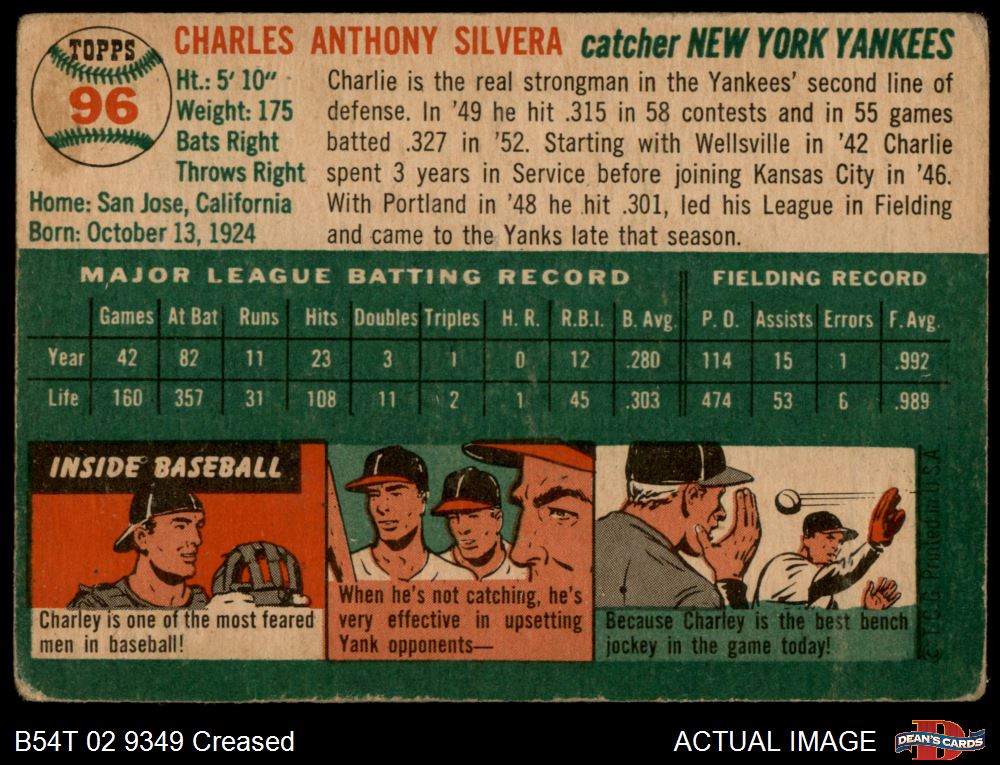 TOPPS
96
CHARLES ANTHONY SILVERA catcher NEW YORK YANKEES
Ht.: 5' 10"
Weight: 175
Bats Right
Throws Right
Home: San Jose, California
Born: October 13, 1924
Charlie is the real strongman in the Yankees' second line of
defense. In '49 he hit .315 in 58 contests and in 55 games
batted .327 in '52. Starting with Wellsville in '42 Charlie
spent 3 years in Service before joining Kansas City in '46.
With Portland in '48 he hit .301, led his League in Fielding
and came to the Yanks late that season.
MAJOR LEAGUE BATTING RECORD FIELDING RECORD
Games At Bat Runs Hits Doubles Triples H. R. R.B.I. B. Avg. P. O. Assists Errors F. Avg.
Year 42 82 11 23 3 1 0 12 .280 114 15 1 .992
Life 160 357 31 108 11 2 1 45 .303 474 53 6 .989
INSIDE BASEBALL
Charley is one of the most feared
men in baseball!
When he's not catching, he's
very effective in upsetting
Yank opponents—
Because Charley is the best bench
jockey in the game today!
© T.C.G. Printed in U.S.A.
B54T 02 9349 Creased
ACTUAL IMAGE
DEAN'S CARDS